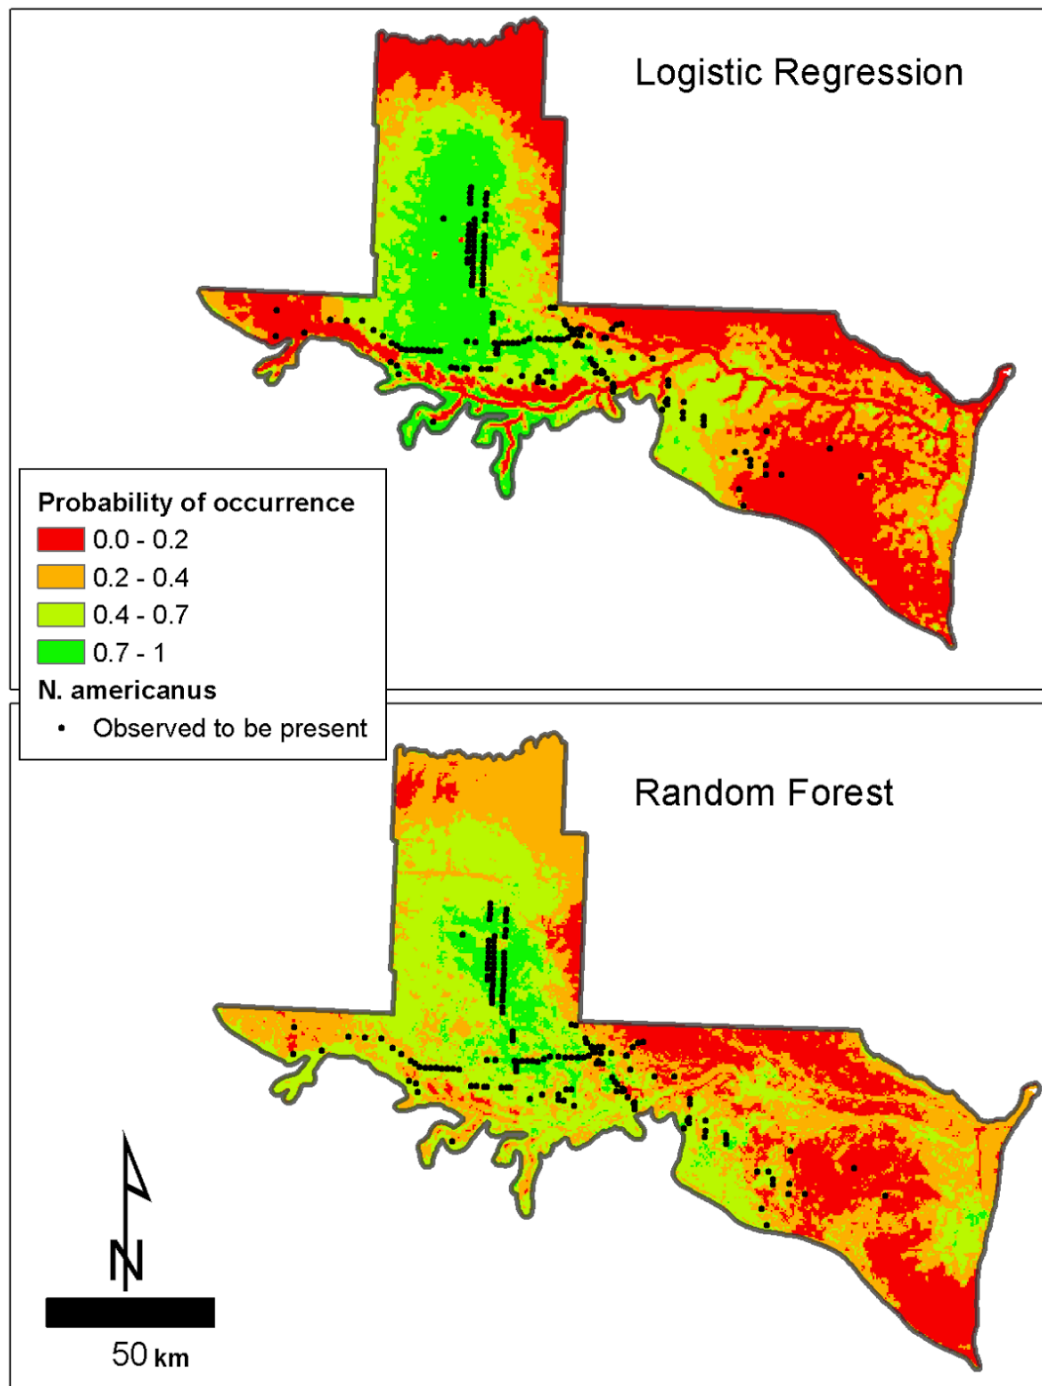 Logistic Regression
Probability of occurrence
0.0 - 0.2
0.2 - 0.4
0.4 - 0.7
0.7 - 1
N. americanus
Observed to be present
Random Forest
N
50 km